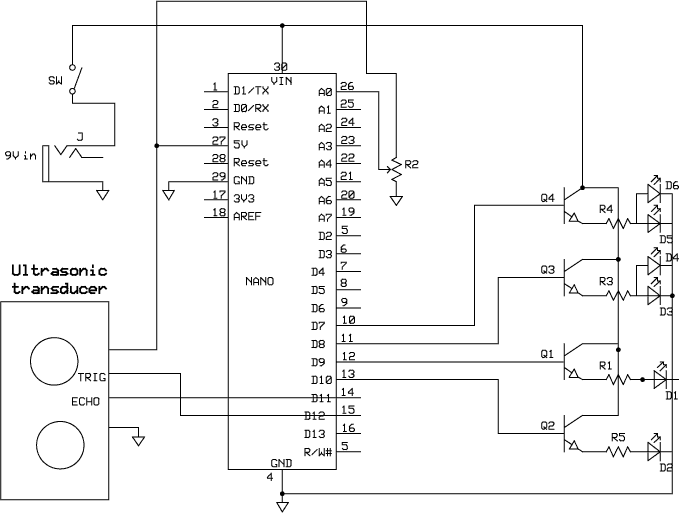 30
VIN
SW
1 D1/TX A0 26
2 D0/RX A1 25
3 Reset A2 24
J
27 5V A3 23
9V in
28 Reset A4 22 R2
29 GND A5 21
17 3V3 A6 20
18 AREF A7 19
D2 5
D3 6
D4 7
D5 8
NANO
D6 9
D7 10
D8 11
D9 12
D10 13
D11 14
D12 15
D13 16
R/W# 5
GND
4
Ultrasonic
transducer
TRIG
ECHO
Q4 R4 D6
D5
Q3 R3 D4
D3
Q1 R1
D1
Q2 R5
D2